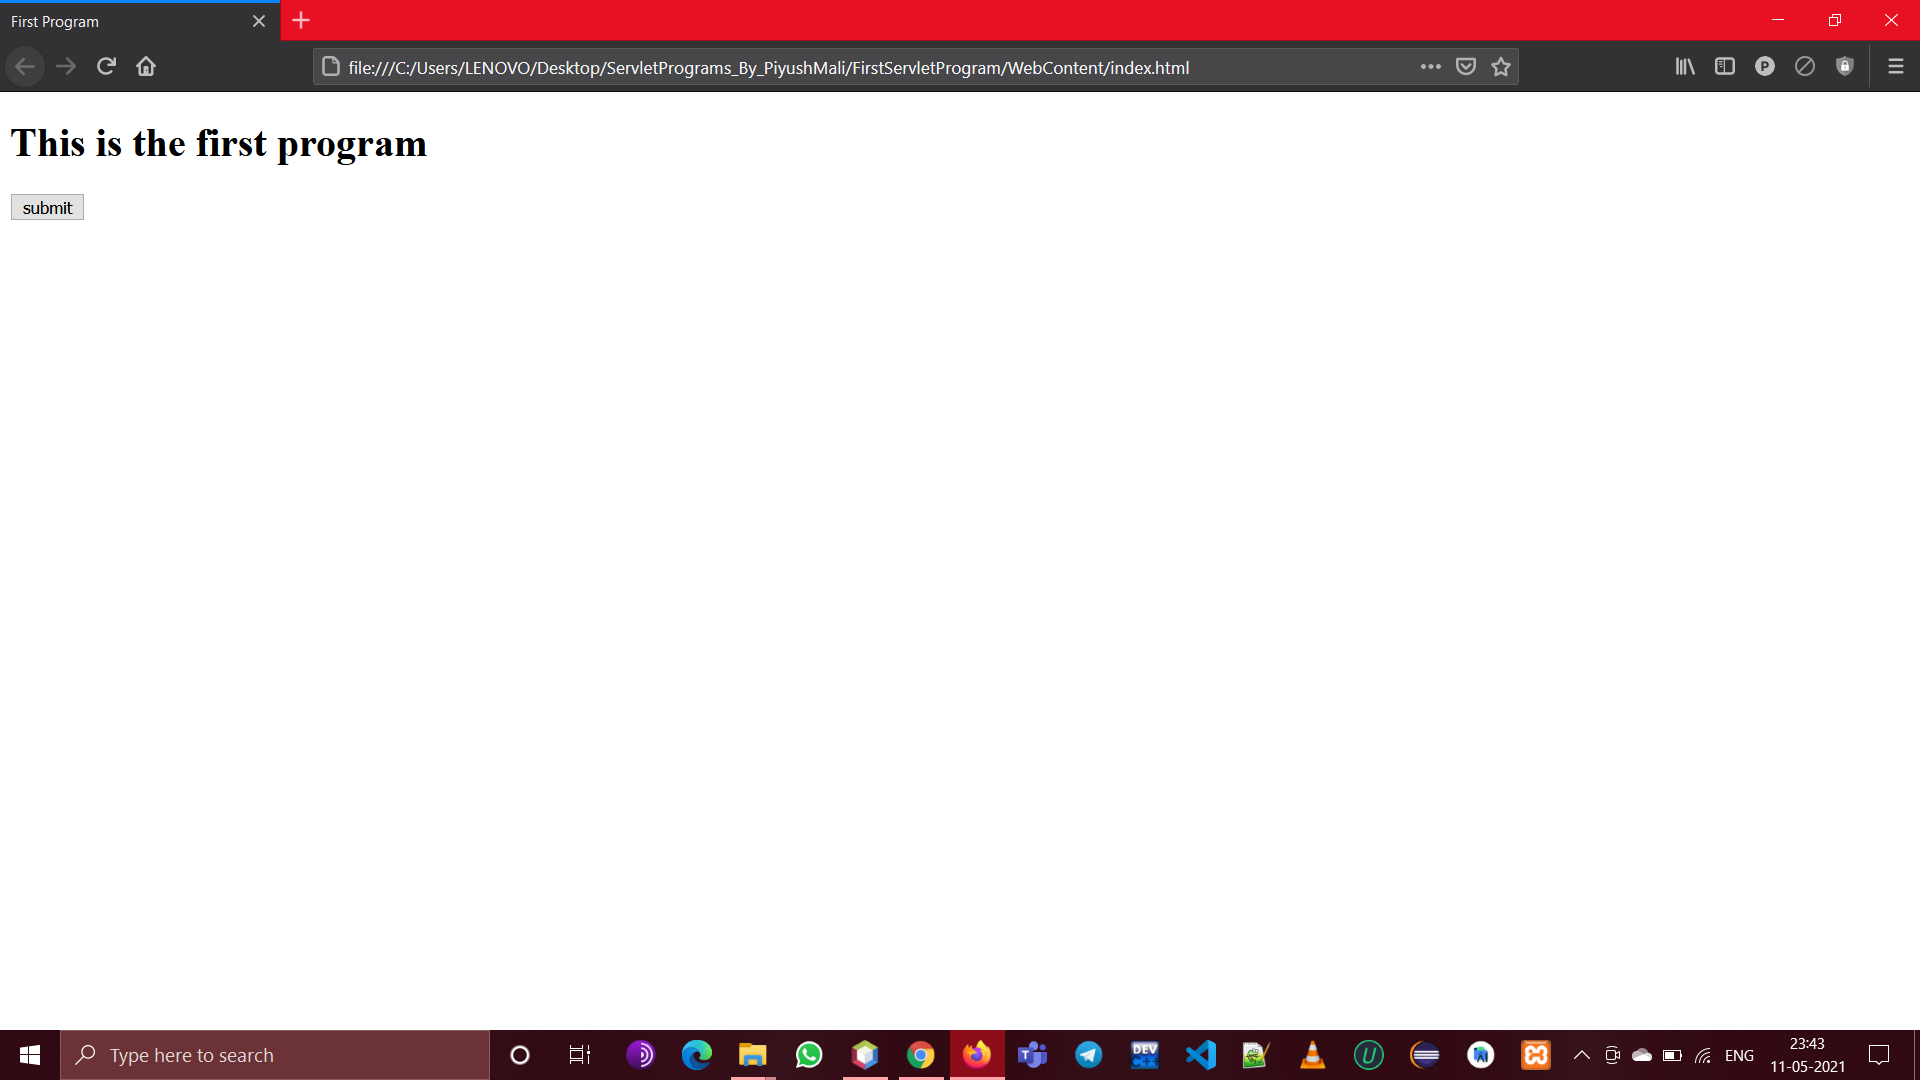 First Program
file:///C:/Users/LENOVO/Desktop/ServletPrograms_By_PiyushMali/FirstServletProgram/WebContent/index.html
P
This is the first program
submit
Type here to search
T
DEV
U
ENG
23:43
11-05-2021